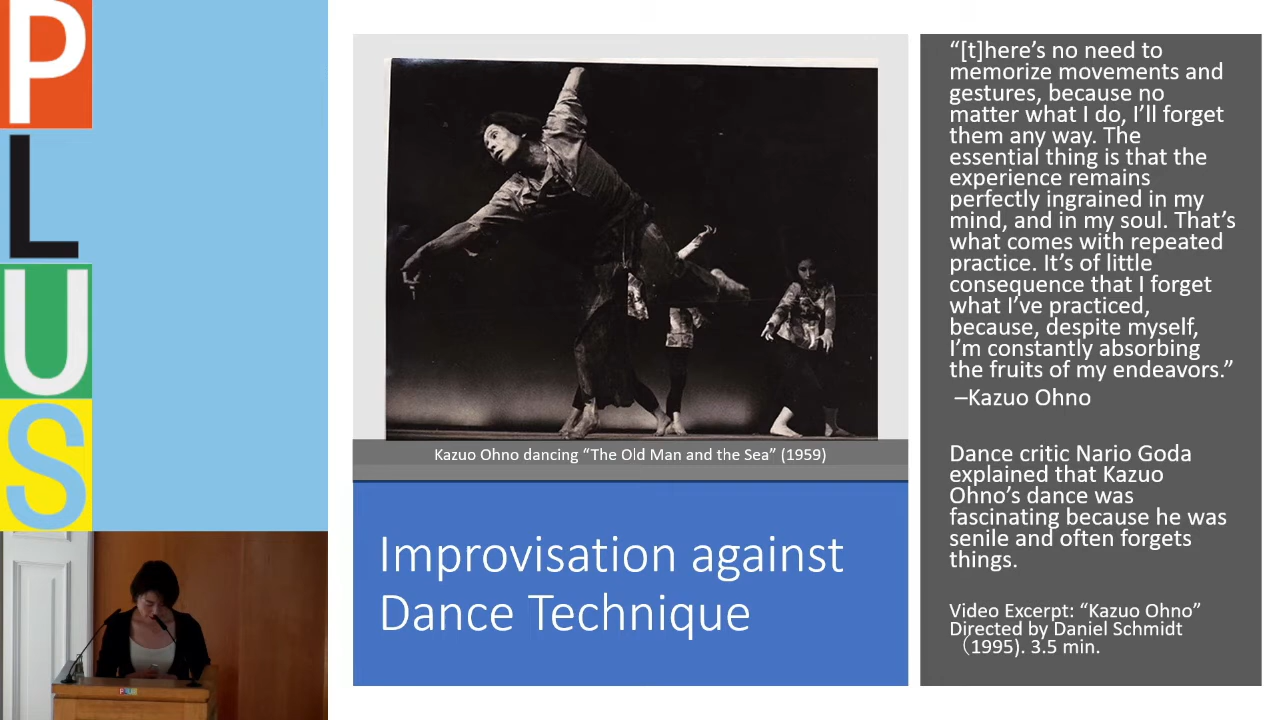 P
L
U
S
Kazuo Ohno dancing “The Old Man and the Sea” (1959)
Improvisation against
Dance Technique
“[t]here’s no need to
memorize movements and
gestures, because no
matter what I do, I’ll forget
them any way. The
essential thing is that the
experience remains
perfectly ingrained in my
mind, and in my soul. That’s
what comes with repeated
practice. It’s of little
consequence that I forget
what I’ve practiced,
because, despite myself,
I’m constantly absorbing
the fruits of my endeavors.”
–Kazuo Ohno
Dance critic Nario Goda
explained that Kazuo
Ohno’s dance was
fascinating because he was
senile and often forgets
things.
Video Excerpt: “Kazuo Ohno”
Directed by Daniel Schmidt
（1995). 3.5 min.
PLUS